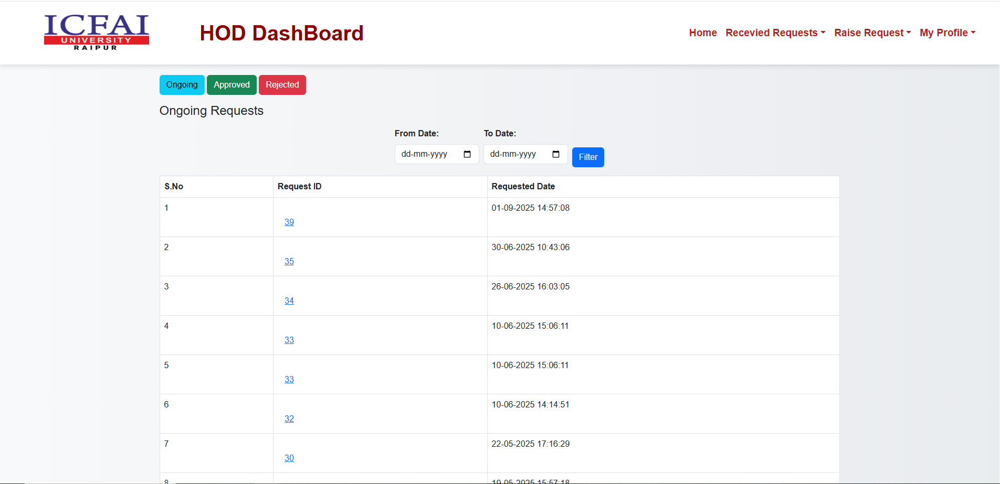 ICFAI
UNIVERSITY
RAIPUR
HOD DashBoard
Home Recevied Requests Raise Request My Profile
Ongoing Approved Rejected
Ongoing Requests
From Date: To Date:
dd-mm-yyyy dd-mm-yyyy Filter
S.No Request ID Requested Date
1 39 01-09-2025 14:57:08
2 35 30-06-2025 10:43:06
3 34 26-06-2025 16:03:05
4 33 10-06-2025 15:06:11
5 33 10-06-2025 15:06:11
6 32 10-06-2025 14:14:51
7 30 22-05-2025 17:16:29
8 19-05-2025 15:57:18